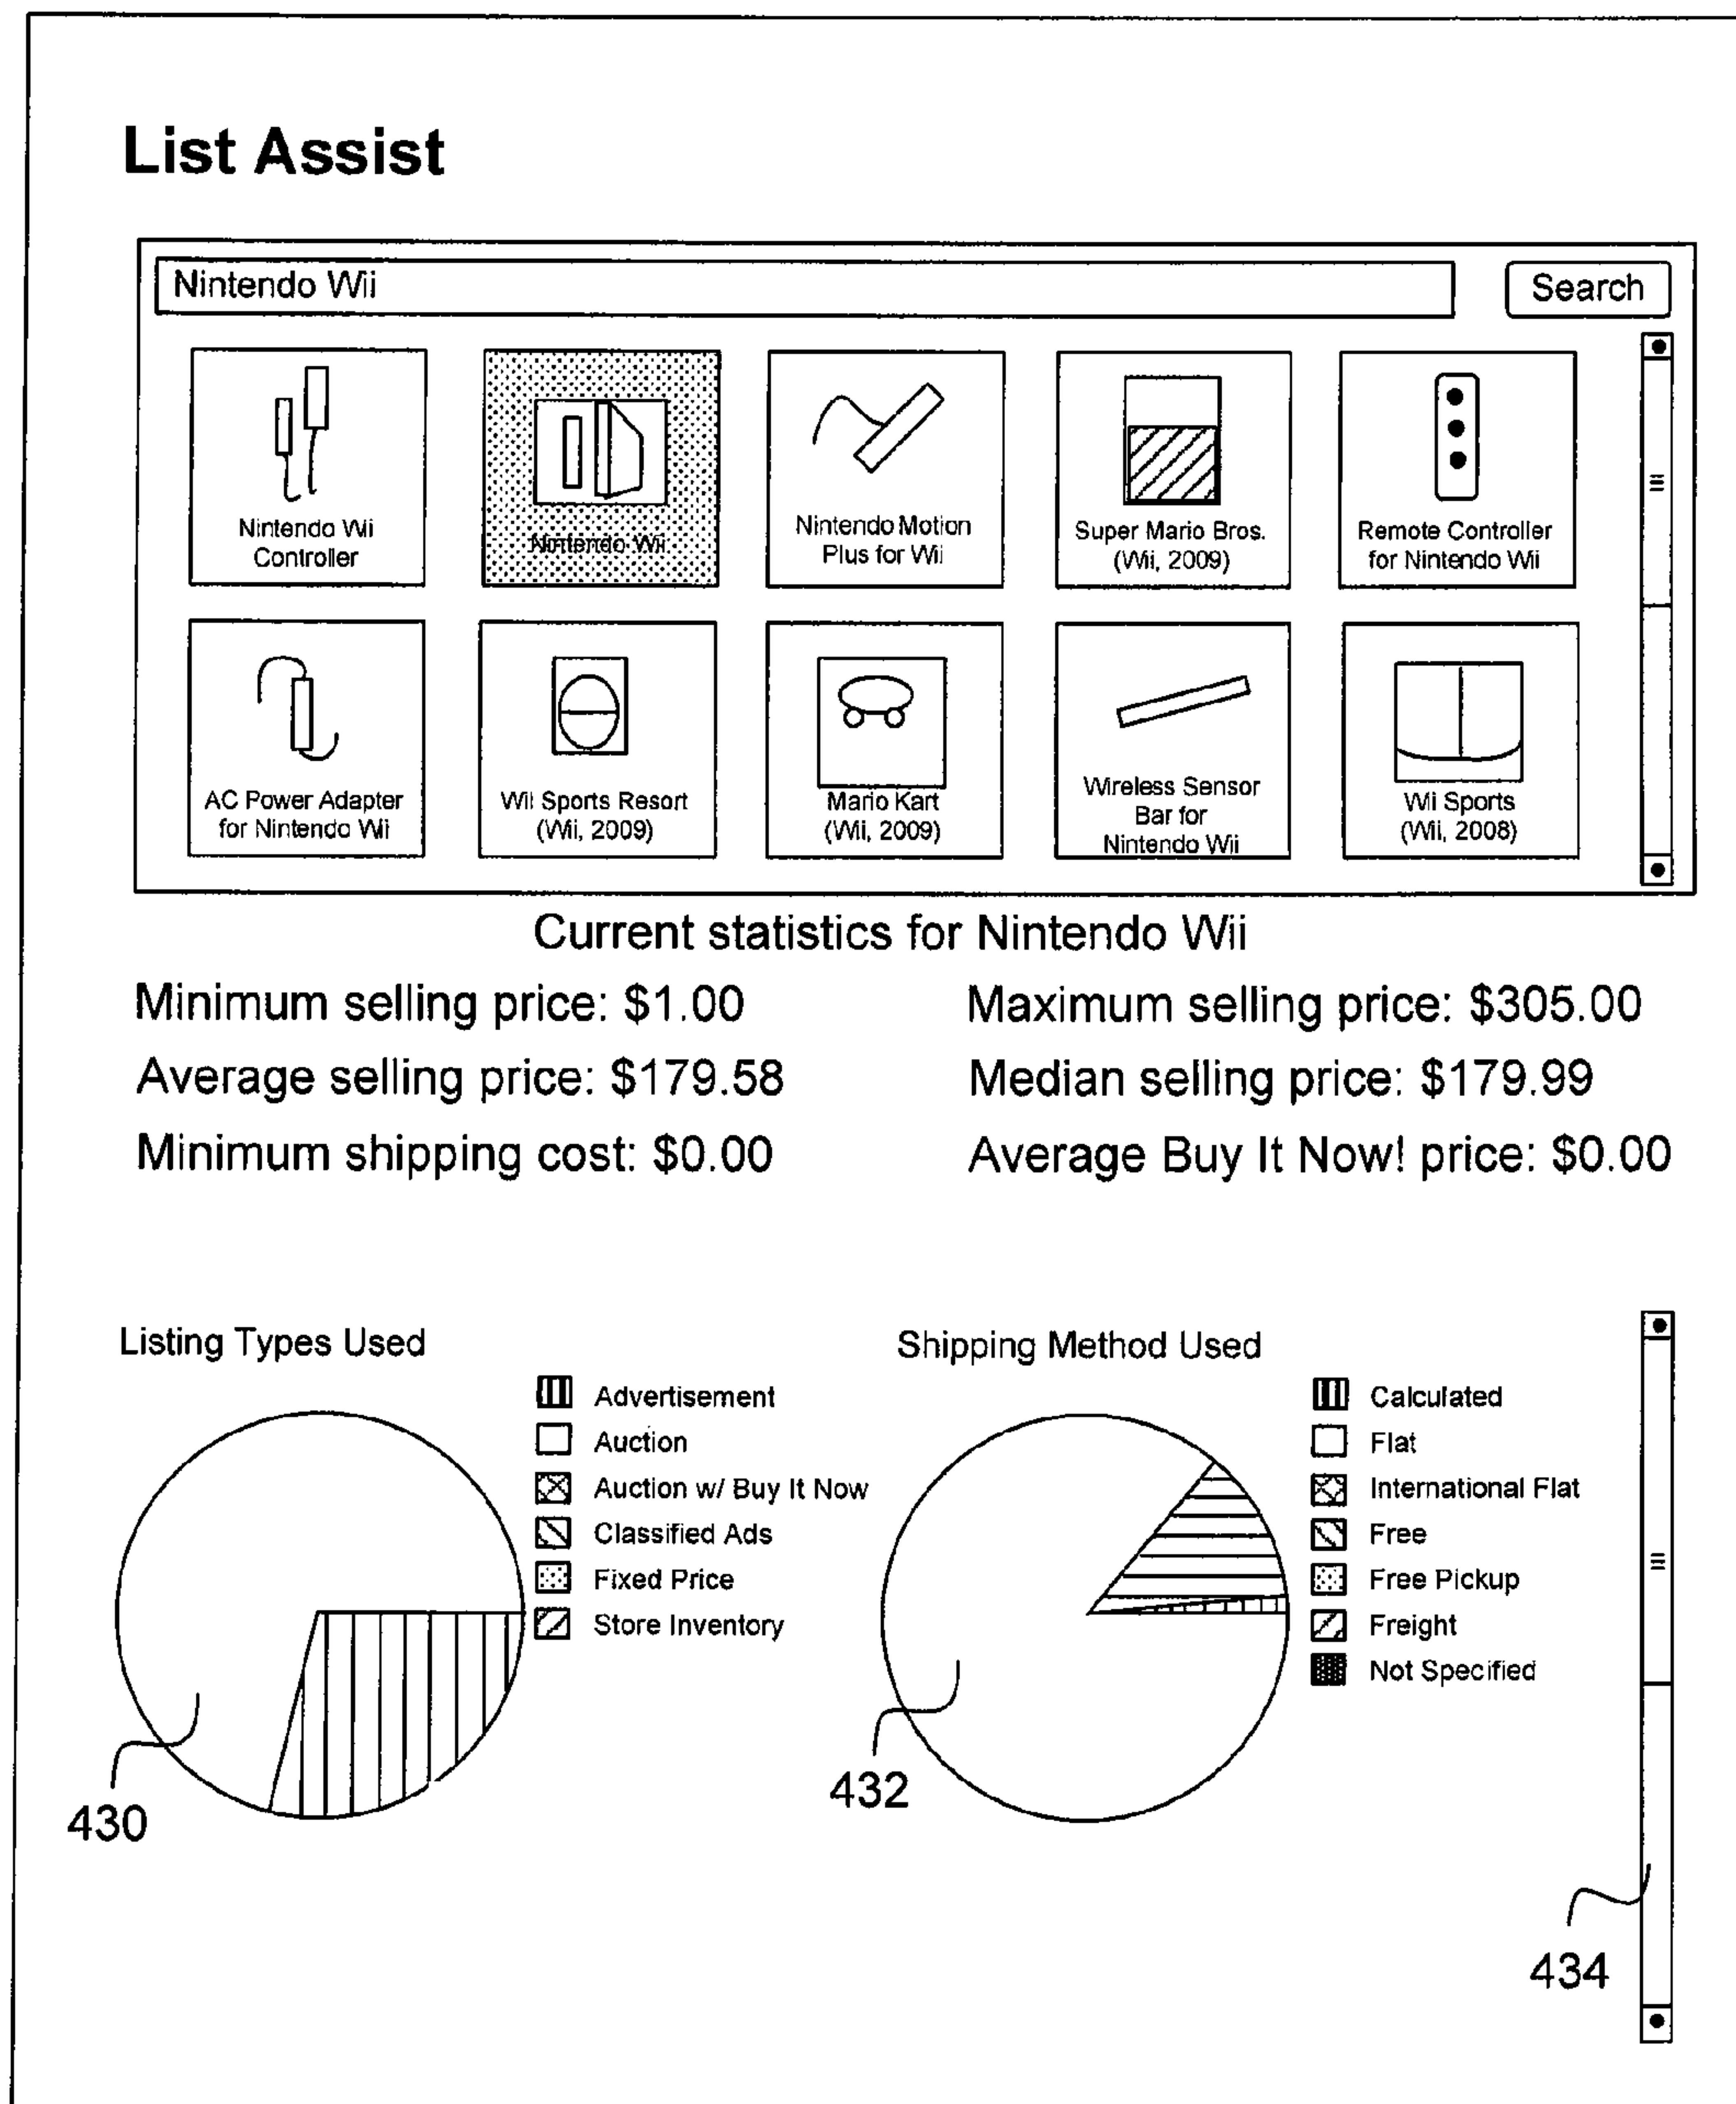 List Assist
Nintendo Wii
Search
Nintendo Wii
Controller
Nintendo Wii
Nintendo Motion
Plus for Wii
Super Mario Bros.
(Wii, 2009)
Remote Controller
for Nintendo Wii
AC Power Adapter
for Nintendo Wii
Wii Sports Resort
(Wii, 2009)
Mario Kart
(Wii, 2009)
Wireless Sensor
Bar for
Nintendo Wii
Wii Sports
(Wii, 2008)
Current statistics for Nintendo Wii
Minimum selling price: $1.00
Maximum selling price: $305.00
Average selling price: $179.58
Median selling price: $179.99
Minimum shipping cost: $0.00
Average Buy It Now! price: $0.00
Listing Types Used
Advertisement
Auction
Auction w/ Buy It Now
Classified Ads
Fixed Price
Store Inventory
430
Shipping Method Used
Calculated
Flat
International Flat
Free
Free Pickup
Freight
Not Specified
432
434